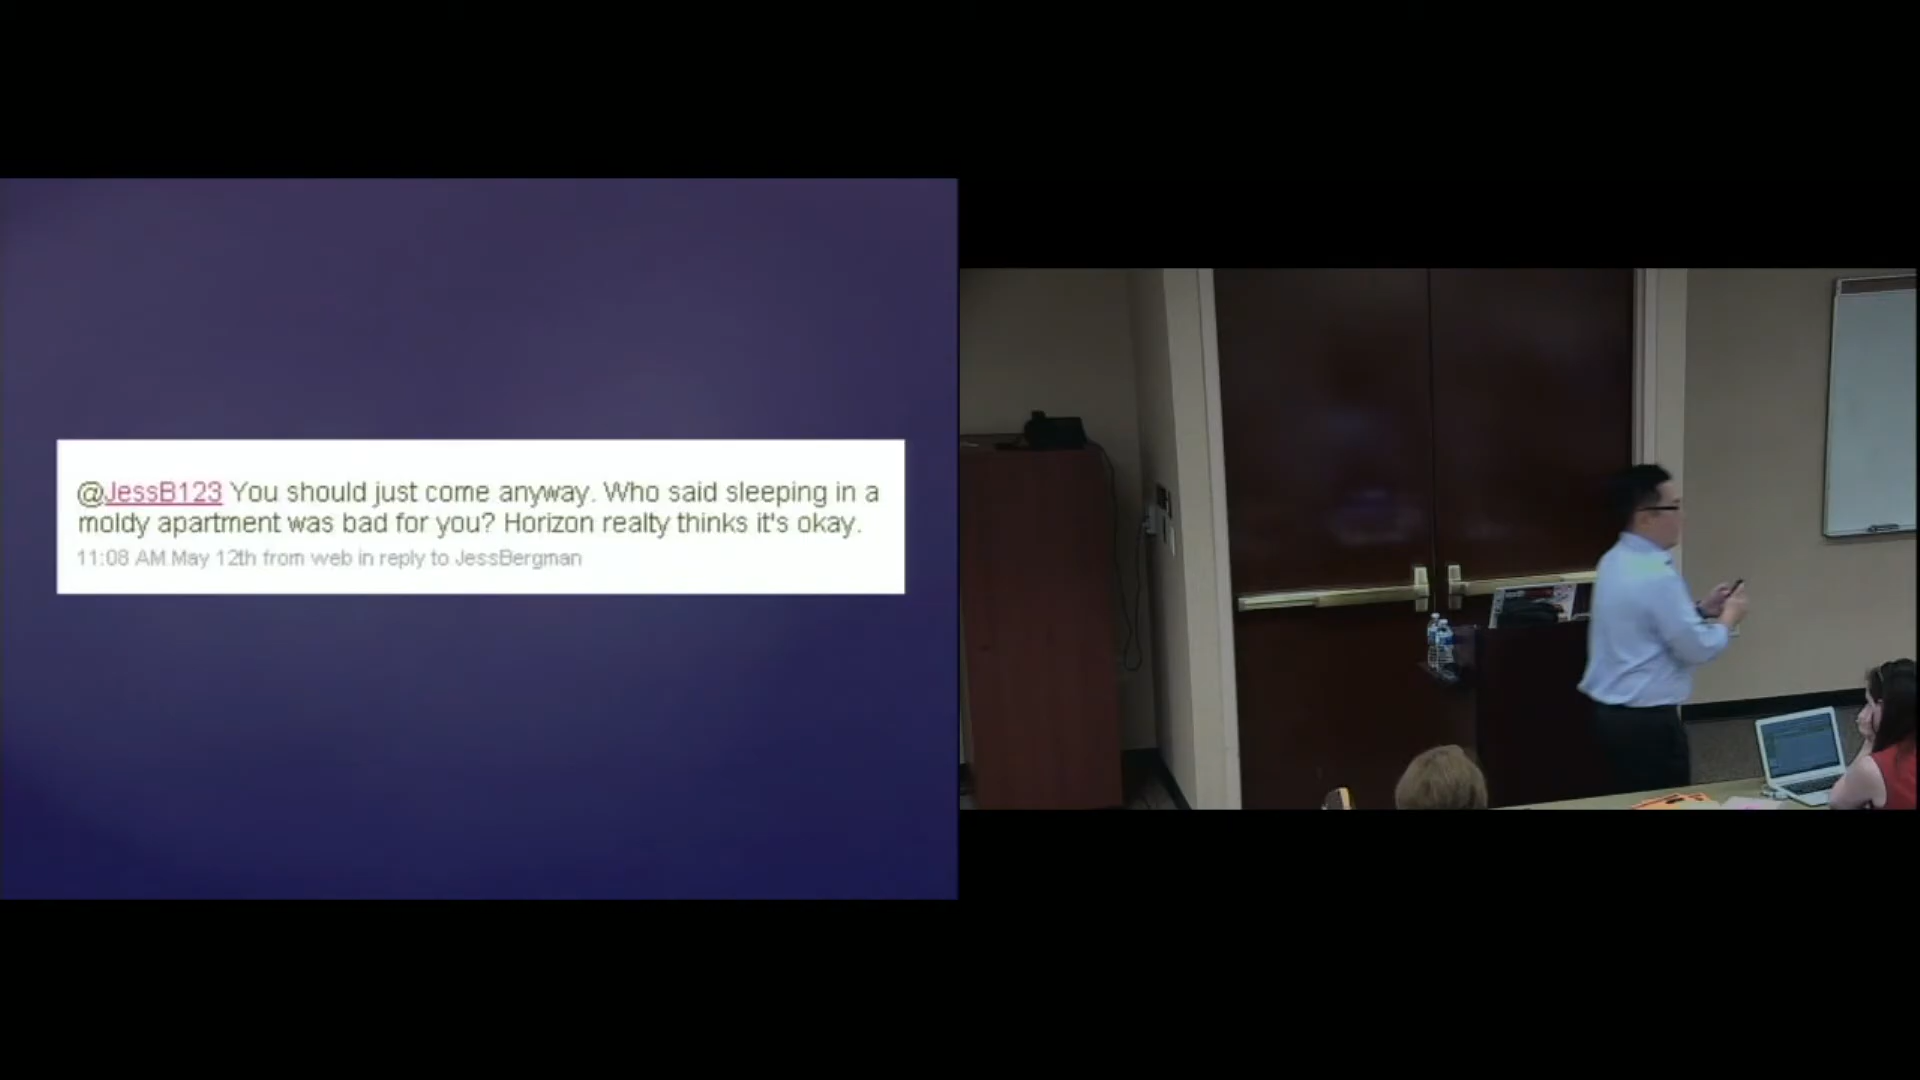 @JessB123 You should just come anyway. Who said sleeping in a
moldy apartment was bad for you? Horizon realty thinks it's okay.
11:08 AM May 12th from web in reply to JessBergman